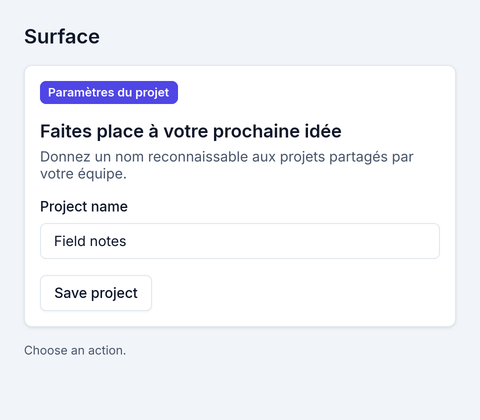 Surface
Paramètres du projet
Faites place à votre prochaine idée
Donnez un nom reconnaissable aux projets partagés par
votre équipe.
Project name
Field notes
Save project
Choose an action.